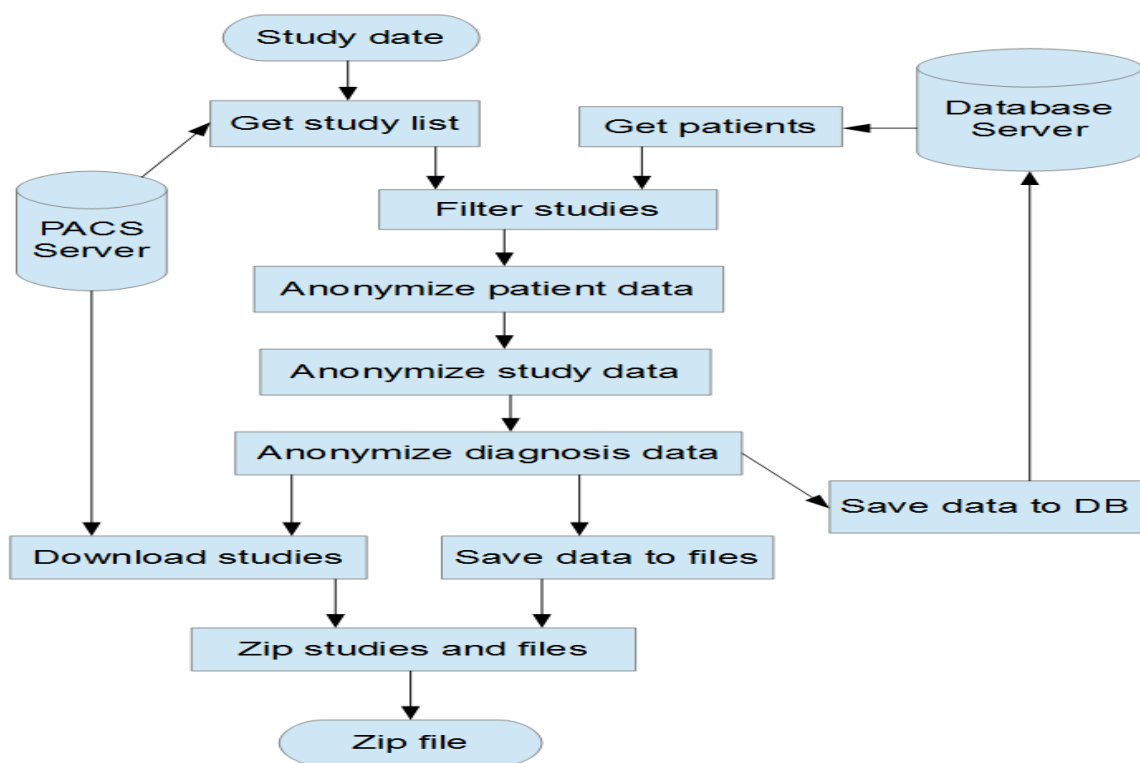 Study date
Get study list
Get patients
Database
Server
PACS
Server
Filter studies
Anonymize patient data
Anonymize study data
Anonymize diagnosis data
Save data to DB
Download studies
Save data to files
Zip studies and files
Zip file